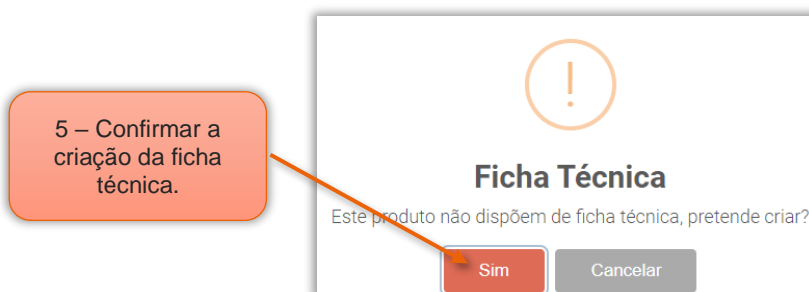 5 – Confirmar a
criação da ficha
técnica.
!
Ficha Técnica
Este produto não dispõem de ficha técnica, pretende criar?
Sim
Cancelar